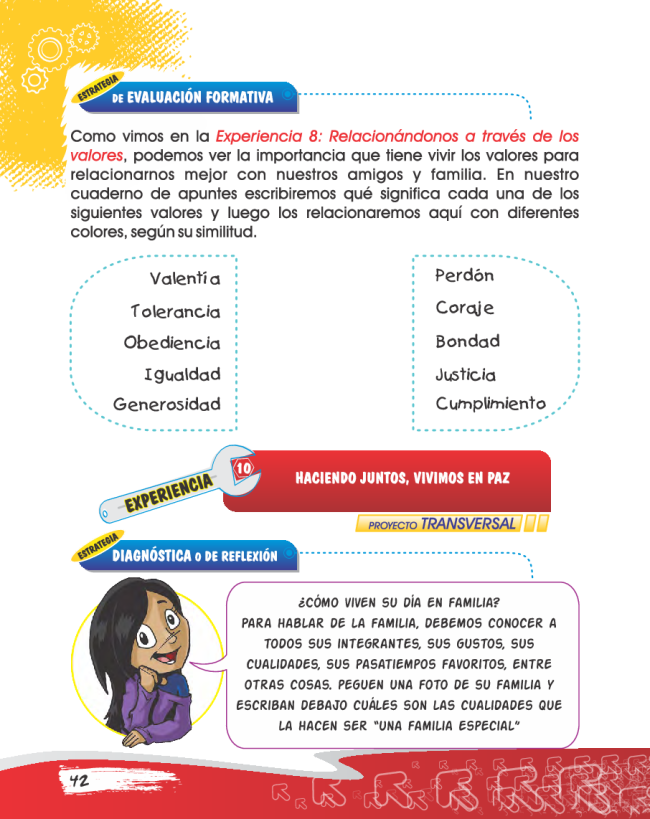 ESTRATEGIA
DE EVALUACIÓN FORMATIVA
Como vimos en la Experiencia 8: Relacionándonos a través de los
valores, podemos ver la importancia que tiene vivir los valores para
relacionarnos mejor con nuestros amigos y familia. En nuestro
cuaderno de apuntes escribiremos qué significa cada una de los
siguientes valores y luego los relacionaremos aquí con diferentes
colores, según su similitud.
Valentía
Tolerancia
Obediencia
Igualdad
Generosidad
Perdón
Coraje
Bondad
Justicia
Cumplimiento
EXPERIENCIA 10
HACIENDO JUNTOS, VIVIMOS EN PAZ
PROYECTO TRANSVERSAL
ESTRATEGIA
DIAGNÓSTICA O DE REFLEXIÓN
¿CÓMO VIVEN SU DÍA EN FAMILIA?
PARA HABLAR DE LA FAMILIA, DEBEMOS CONOCER A
TODOS SUS INTEGRANTES, SUS GUSTOS, SUS
CUALIDADES, SUS PASATIEMPOS FAVORITOS, ENTRE
OTRAS COSAS. PEGUEN UNA FOTO DE SU FAMILIA Y
ESCRIBAN DEBAJO CUÁLES SON LAS CUALIDADES QUE
LA HACEN SER "UNA FAMILIA ESPECIAL"
42